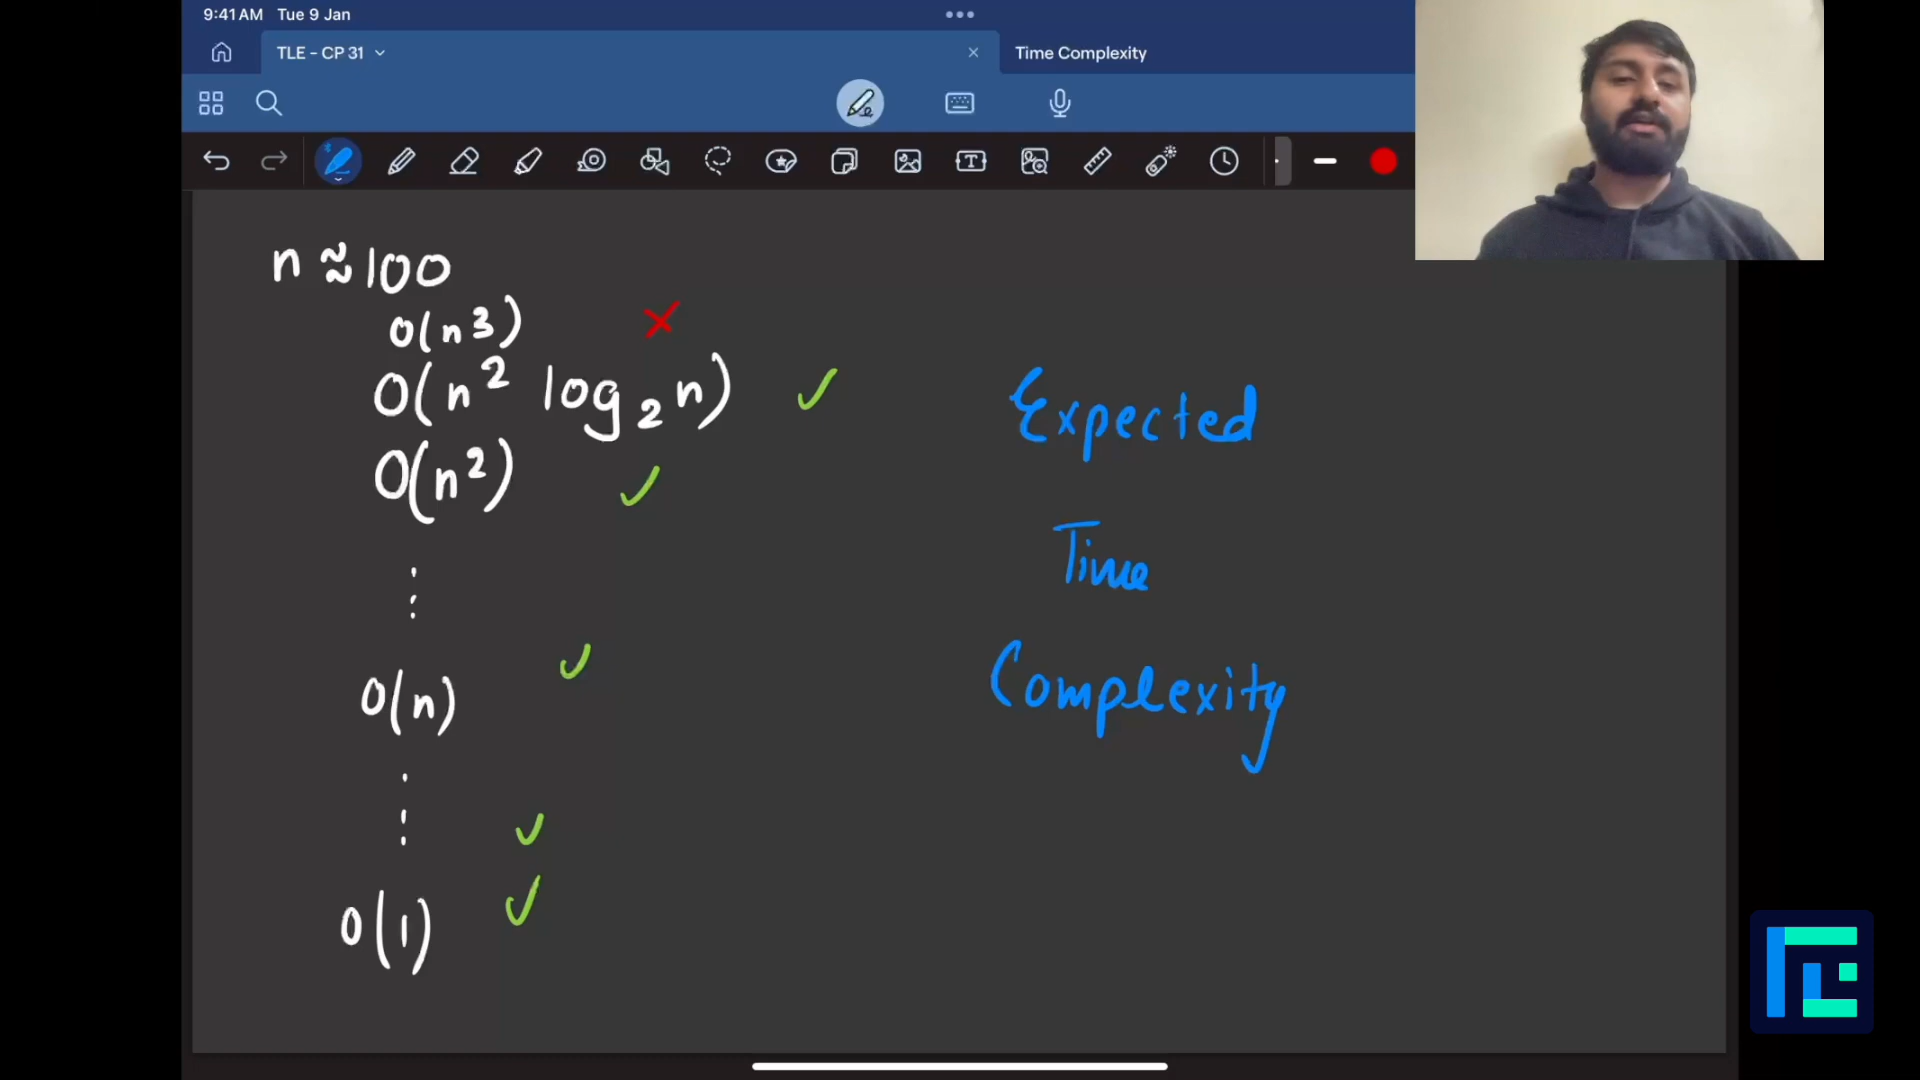 9:41 AM Tue 9 Jan
TLE - CP 31
Time Complexity
n ≈ 100
O(n3)
O(n² log₂ n)
O(n²)
O(n)
O(1)
Expected
Time
Complexity